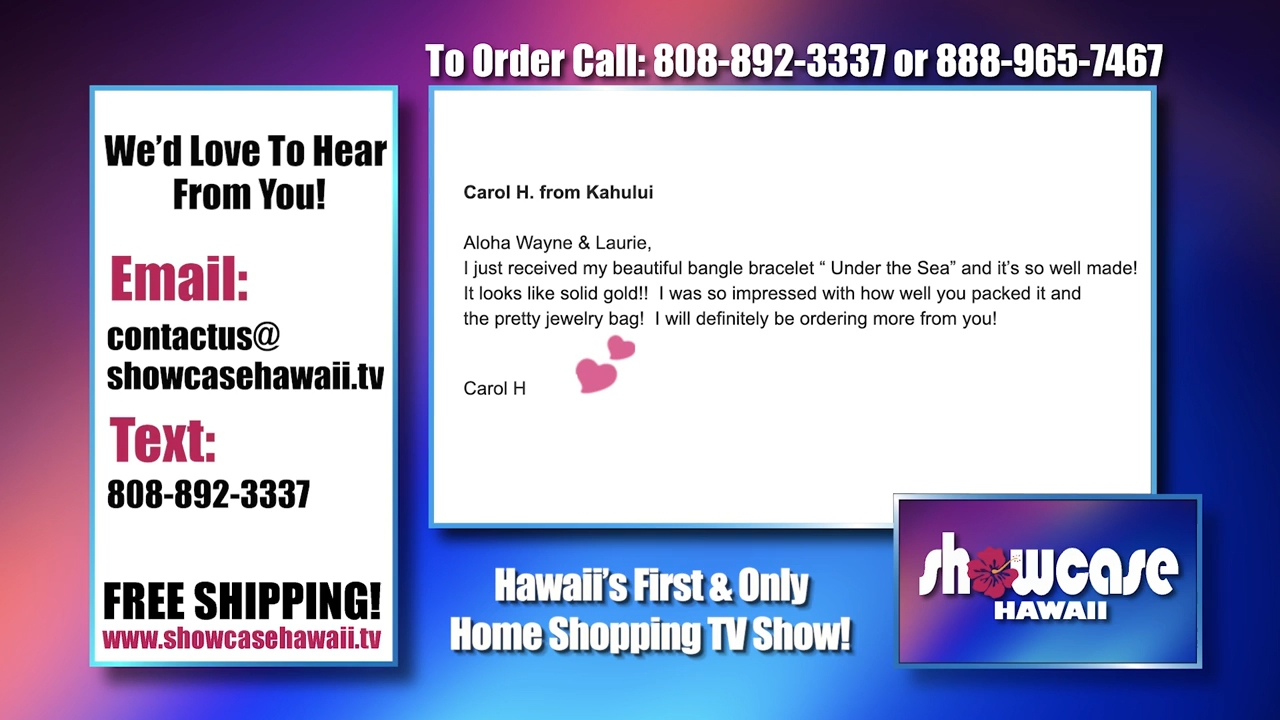 To Order Call: 808-892-3337 or 888-965-7467
We'd Love To Hear
From You!
Email:
contactus@
showcasehawaii.tv
Text:
808-892-3337
FREE SHIPPING!
www.showcasehawaii.tv
Carol H. from Kahului
Aloha Wayne & Laurie,
I just received my beautiful bangle bracelet “ Under the Sea” and it’s so well made!
It looks like solid gold!!  I was so impressed with how well you packed it and
the pretty jewelry bag!  I will definitely be ordering more from you!
Carol H
Hawaii's First & Only
Home Shopping TV Show!
showcase
HAWAII